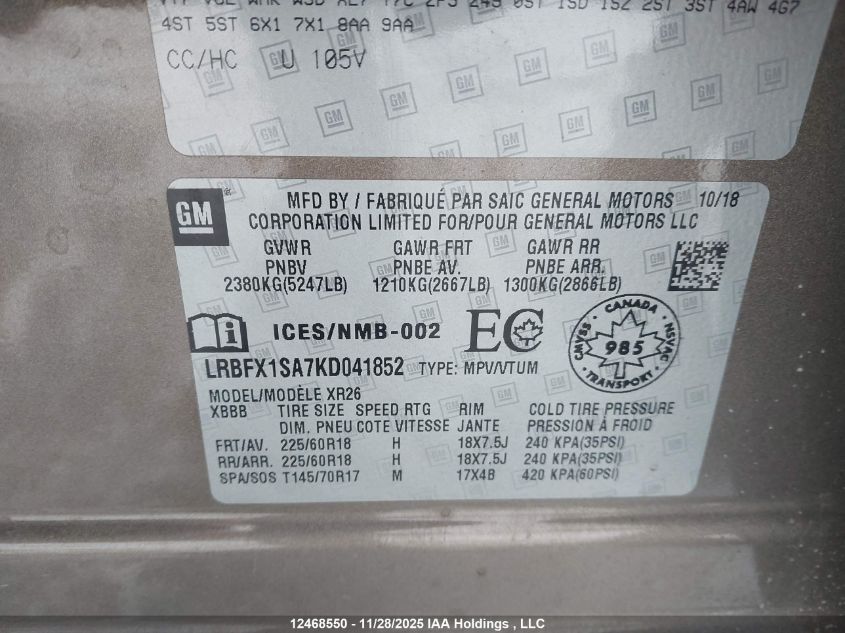 4ST 5ST 6X1 7X1 8AA 9AA
CC/HC U 105V
GM
MFD BY / FABRIQUÉ PAR SAIC GENERAL MOTORS 10/18
CORPORATION LIMITED FOR/POUR GENERAL MOTORS LLC
GVWR GAWR FRT GAWR RR
PNBV PNBE AV. PNBE ARR.
2380KG(5247LB) 1210KG(2667LB) 1300KG(2866LB)
ICES/NMB-002 EC
CANADA
CMVSS 985 NSVAC
TRANSPORT
LRBFX1SA7KD041852 TYPE: MPV/VTUM
MODEL/MODÈLE XR26
XBBB TIRE SIZE SPEED RTG RIM COLD TIRE PRESSURE
DIM. PNEU COTE VITESSE JANTE PRESSION À FROID
FRT/AV. 225/60R18 H 18X7.5J 240 KPA(35PSI)
RR/ARR. 225/60R18 H 18X7.5J 240 KPA(35PSI)
SPA/SOS T145/70R17 M 17X4B 420 KPA(60PSI)
12468550 - 11/28/2025 IAA Holdings , LLC